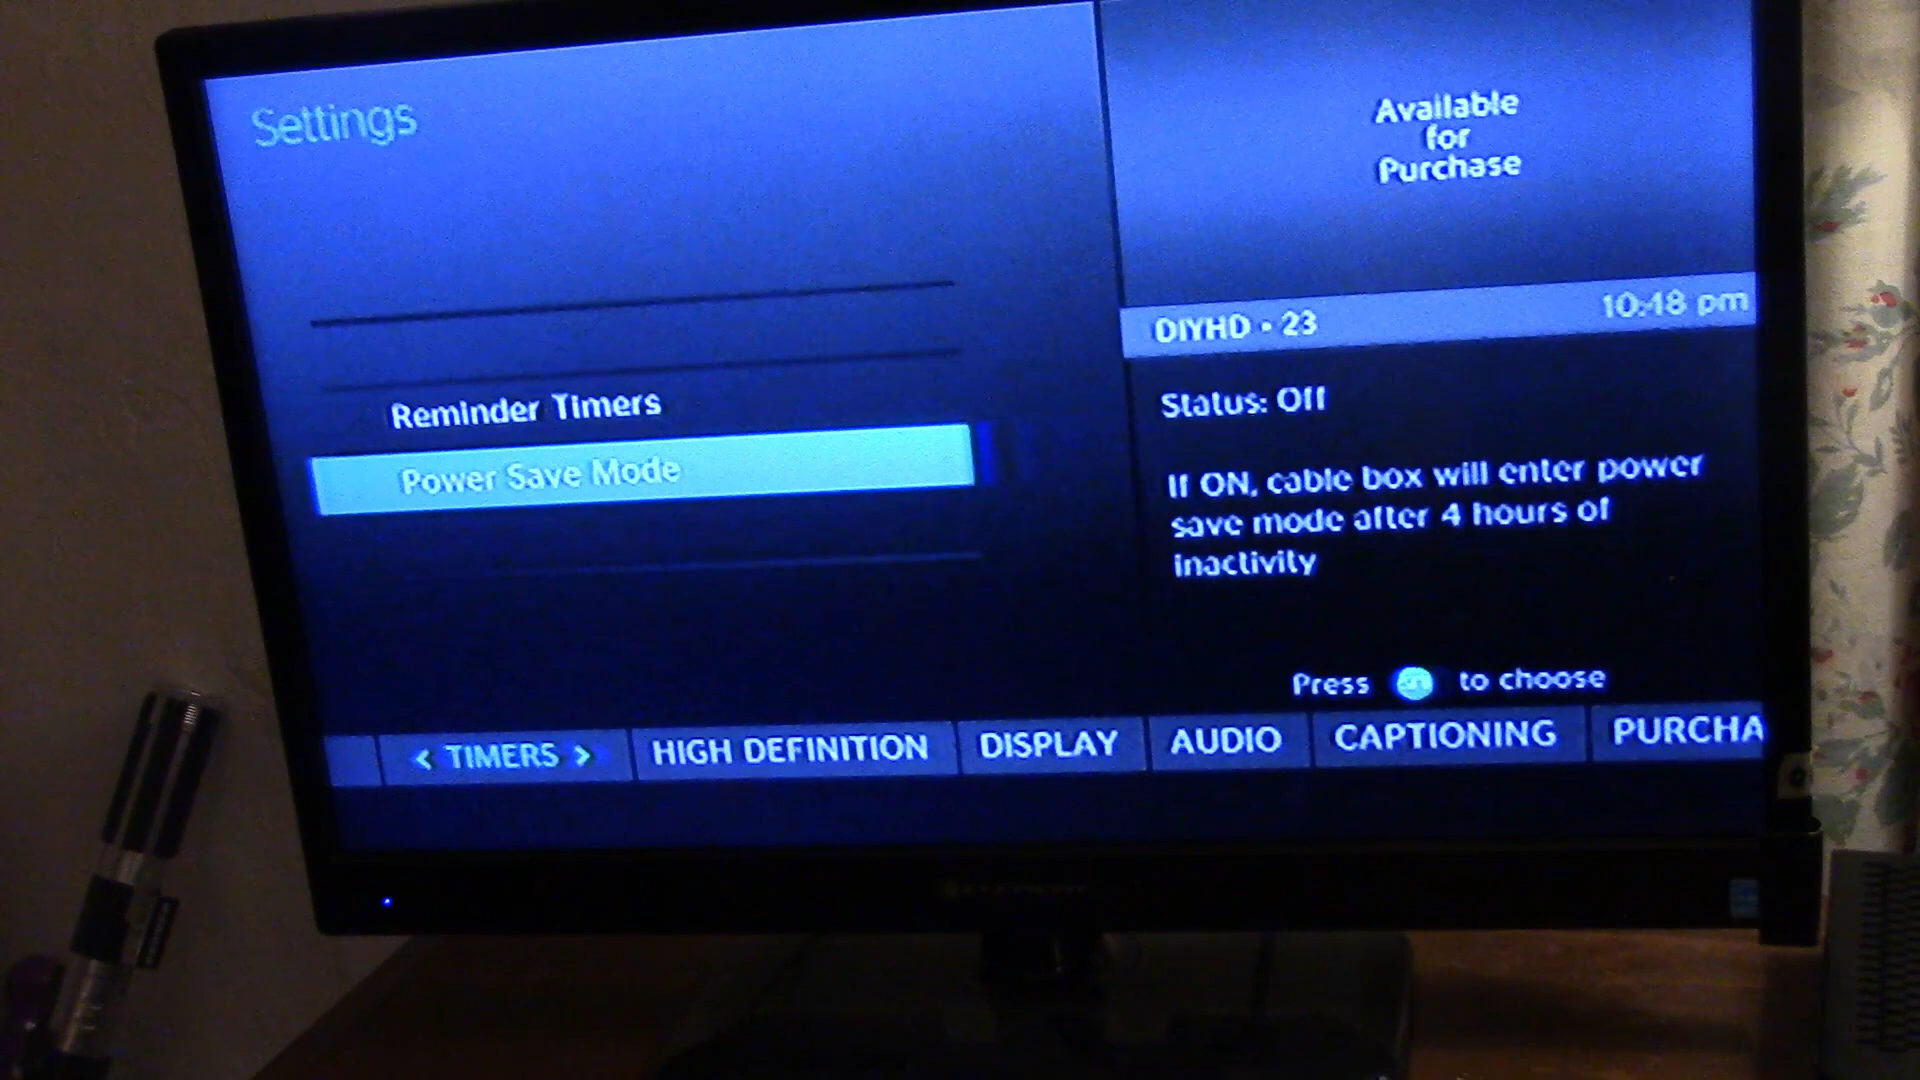 Settings
Available
for
Purchase
DIYHD • 23
10:48 pm
Reminder Timers
Power Save Mode
Status: Off
If ON, cable box will enter power
save mode after 4 hours of
inactivity
Press to choose
< TIMERS >
HIGH DEFINITION
DISPLAY
AUDIO
CAPTIONING
PURCHA